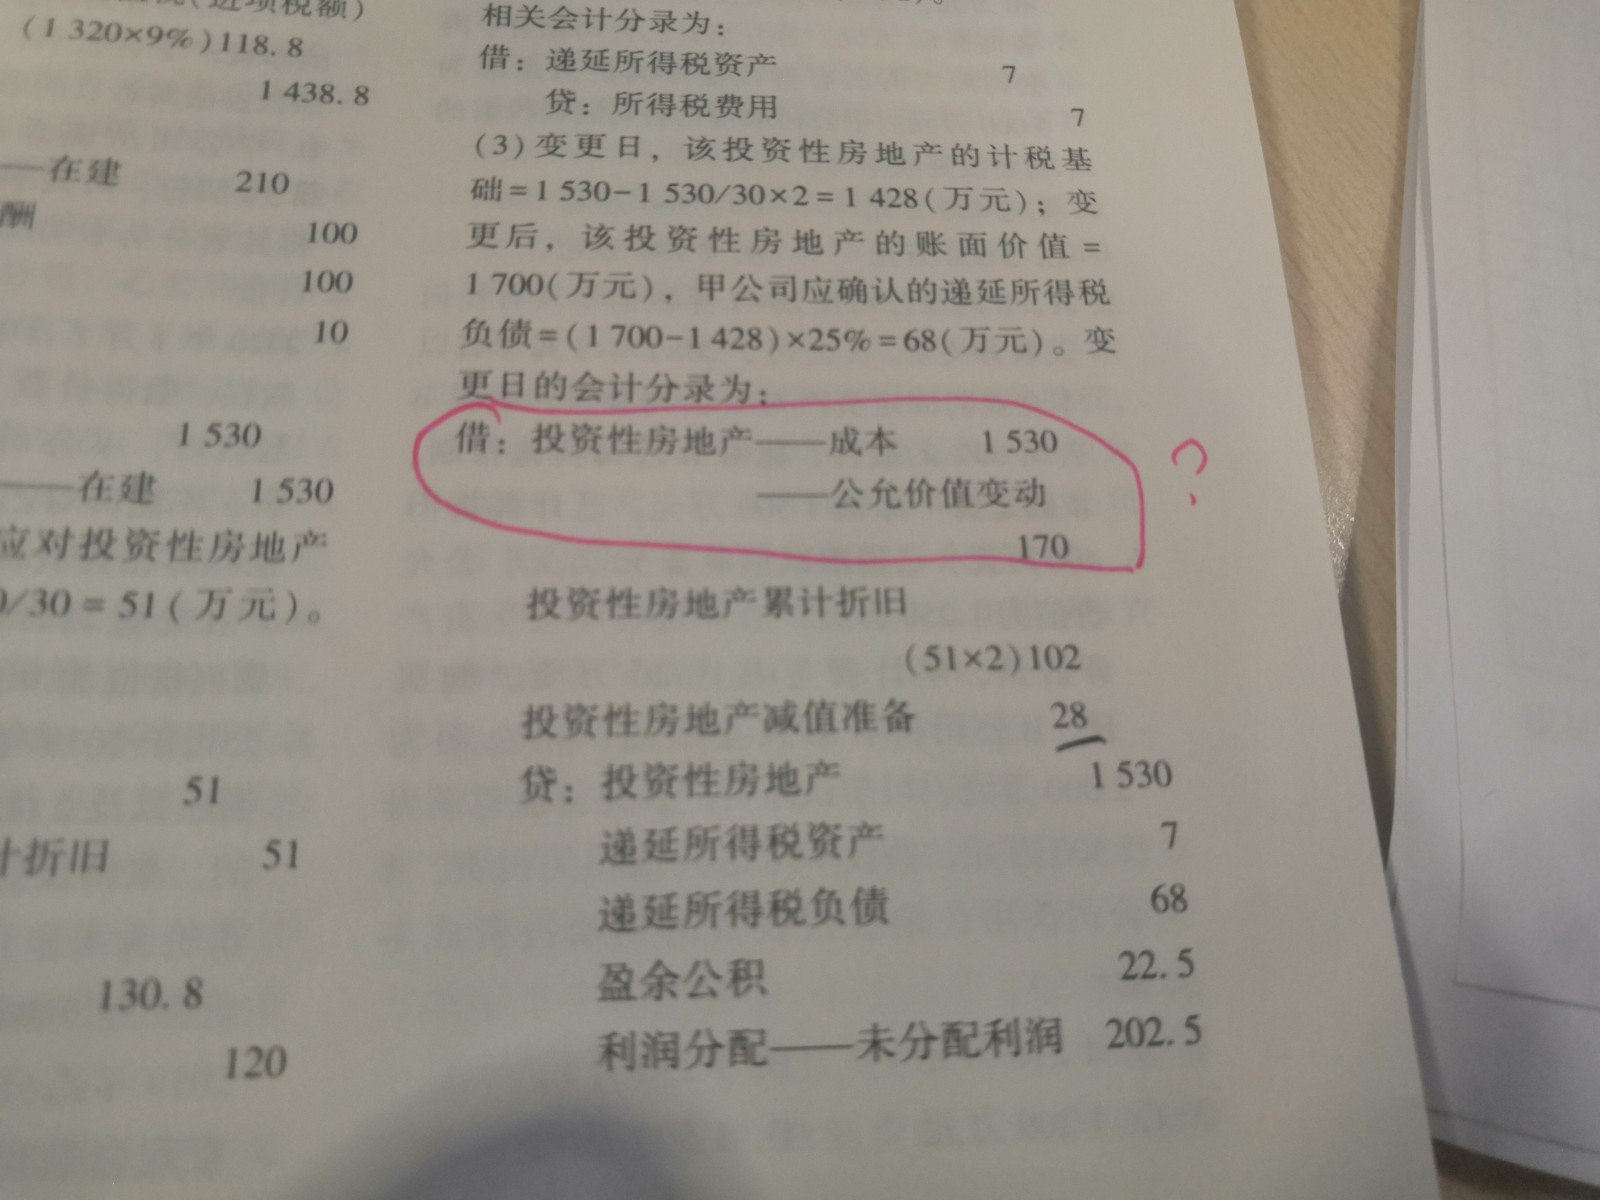 (进项税额)
(1 320×9%)118.8
1 438.8
——在建 210
酬
100
100
10
1 530
——在建 1 530
应对投资性房地产
0/30=51(万元)。
51
计折旧 51
130.8
120
相关会计分录为：
借：递延所得税资产 7
贷：所得税费用 7
(3)变更日，该投资性房地产的计税基
础=1 530-1 530/30×2=1 428(万元)；变
更后，该投资性房地产的账面价值=
1 700(万元)，甲公司应确认的递延所得税
负债=(1 700-1 428)×25%=68(万元)。变
更日的会计分录为：
借：投资性房地产——成本 1 530
——公允价值变动
170
?
投资性房地产累计折旧
(51×2)102
投资性房地产减值准备 28
贷：投资性房地产 1 530
递延所得税资产 7
递延所得税负债 68
盈余公积 22.5
利润分配——未分配利润 202.5